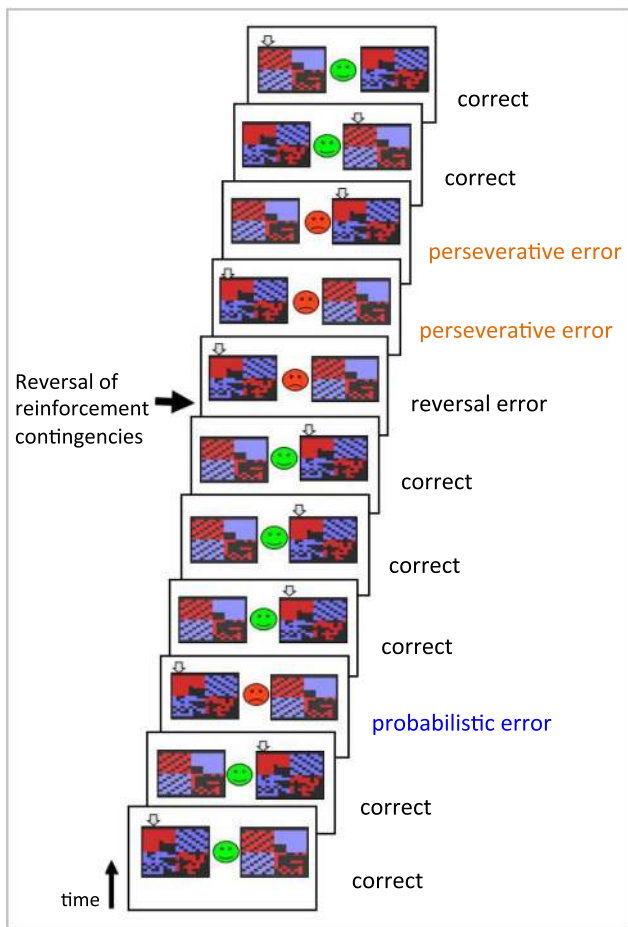 correct
correct
perseverative error
perseverative error
Reversal of
reinforcement
contingencies
reversal error
correct
correct
correct
probabilistic error
correct
correct
time